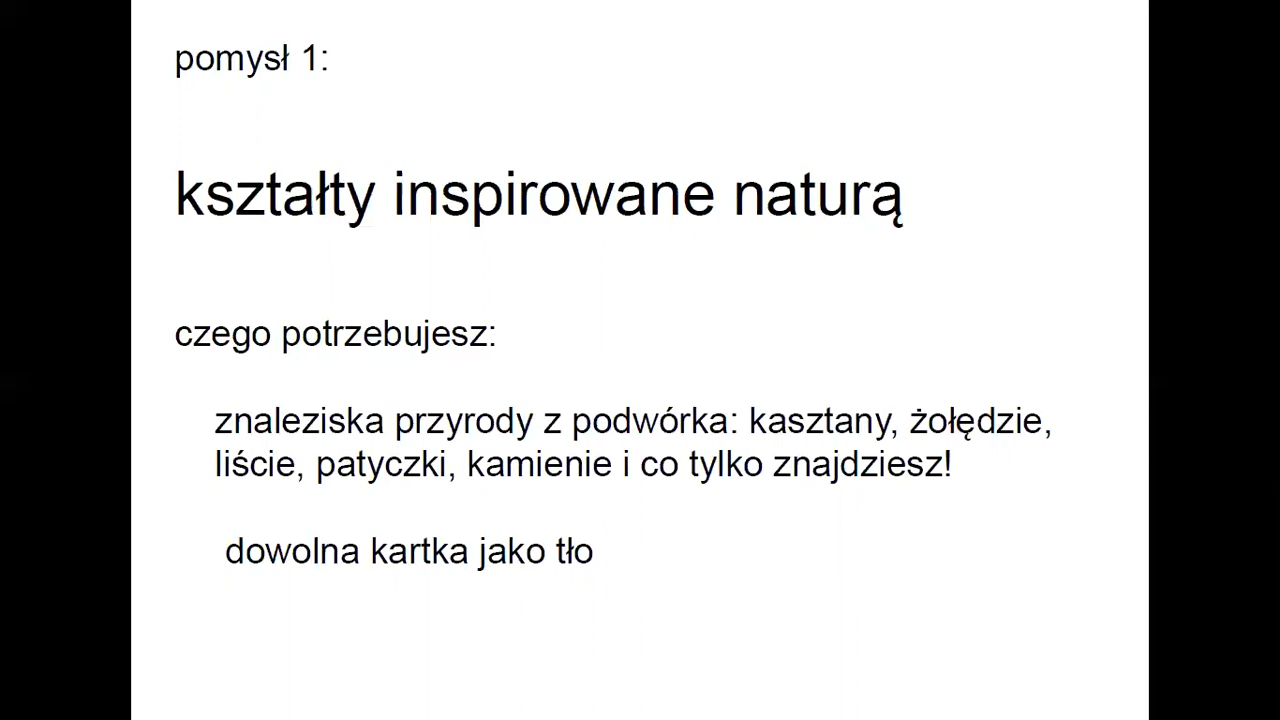 pomysł 1:
kształty inspirowane naturą
czego potrzebujesz:
znaleziska przyrody z podwórka: kasztany, żołędzie,
liście, patyczki, kamienie i co tylko znajdziesz!
dowolna kartka jako tło